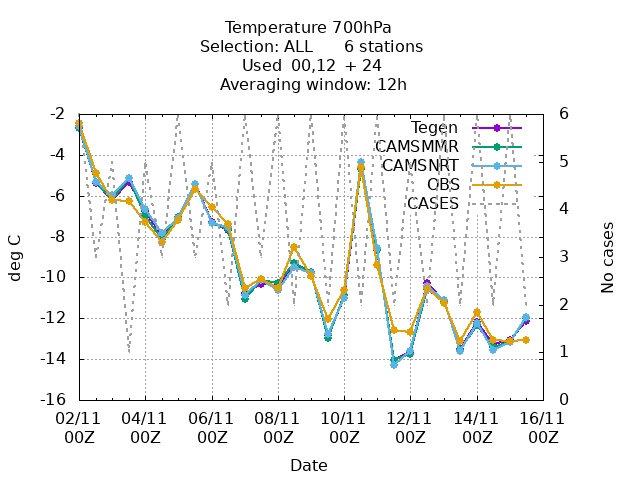 Temperature 700hPa
Selection: ALL 6 stations
Used 00,12 + 24
Averaging window: 12h
-2
-4
-6
-8
-10
-12
-14
-16
deg C
6
5
4
3
2
1
0
No cases
Tegen
CAMSMMR
CAMSNRT
OBS
CASES
02/11 04/11 06/11 08/11 10/11 12/11 14/11 16/11
00Z 00Z 00Z 00Z 00Z 00Z 00Z 00Z
Date